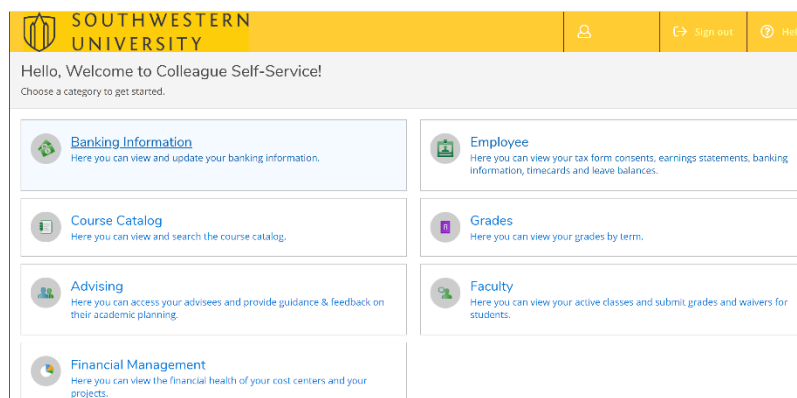 SOUTHWESTERN
UNIVERSITY
Sign out
Hello, Welcome to Colleague Self-Service!
Choose a category to get started.
Banking Information
Here you can view and update your banking information.
Employee
Here you can view your tax form consents, earnings statements, banking
information, timecards and leave balances.
Course Catalog
Here you can view and search the course catalog.
Grades
Here you can view your grades by term.
Advising
Here you can access your advisees and provide guidance & feedback on
their academic planning.
Faculty
Here you can view your active classes and submit grades and waivers for
students.
Financial Management
Here you can view the financial health of your cost centers and your
projects.